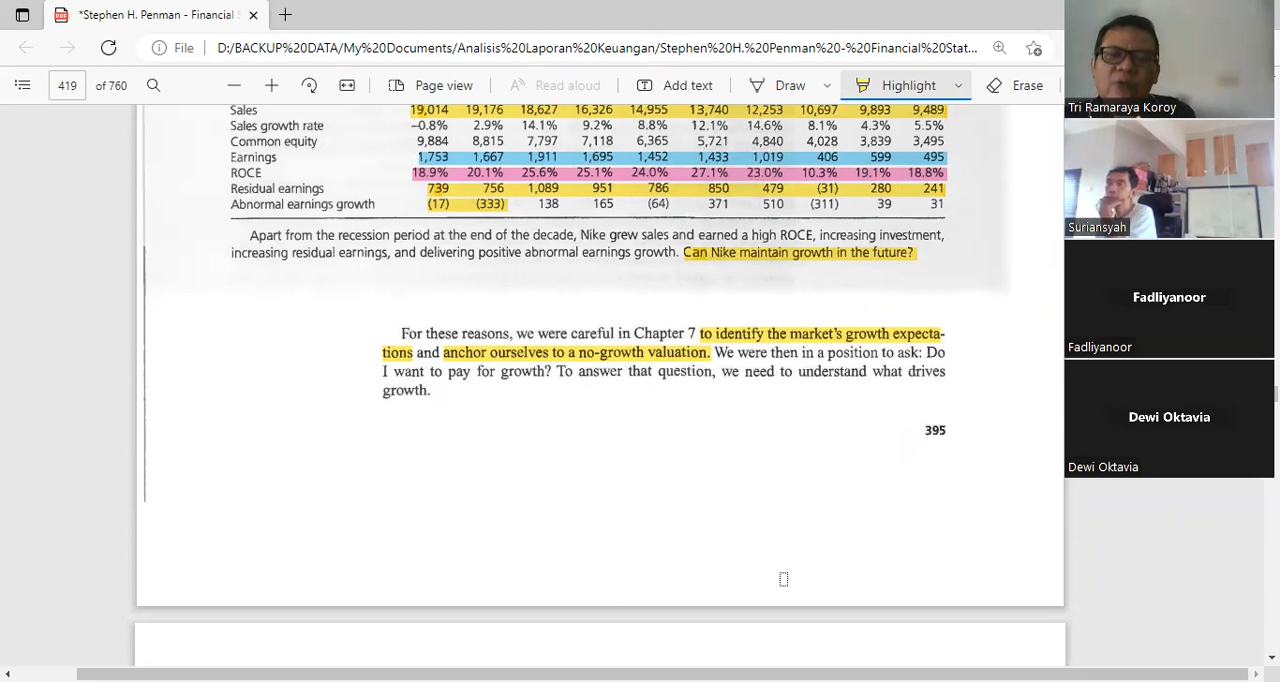 *Stephen H. Penman - Financial
File
D:/BACKUP%20DATA/My%20Documents/Analisis%20Laporan%20Keuangan/Stephen%20H.%20Penman%20-%20Financial%20Stat...
419 of 760
Page view
Read aloud
Add text
Draw
Highlight
Erase
Sales 19,014 19,176 18,627 16,326 14,955 13,740 12,253 10,697 9,893 9,489
Sales growth rate –0.8% 2.9% 14.1% 9.2% 8.8% 12.1% 14.6% 8.1% 4.3% 5.5%
Common equity 9,884 8,815 7,797 7,118 6,365 5,721 4,840 4,028 3,839 3,495
Earnings 1,753 1,667 1,911 1,695 1,452 1,433 1,019 406 599 495
ROCE 18.9% 20.1% 25.6% 25.1% 24.0% 27.1% 23.0% 10.3% 19.1% 18.8%
Residual earnings 739 756 1,089 951 786 850 479 (31) 280 241
Abnormal earnings growth (17) (333) 138 165 (64) 371 510 (311) 39 31
Apart from the recession period at the end of the decade, Nike grew sales and earned a high ROCE, increasing investment,
increasing residual earnings, and delivering positive abnormal earnings growth. Can Nike maintain growth in the future?
For these reasons, we were careful in Chapter 7 to identify the market's growth expecta-
tions and anchor ourselves to a no-growth valuation. We were then in a position to ask: Do
I want to pay for growth? To answer that question, we need to understand what drives
growth.
395
Tri Ramaraya Koroy
Suriansyah
Fadliyanoor
Fadliyanoor
Dewi Oktavia
Dewi Oktavia